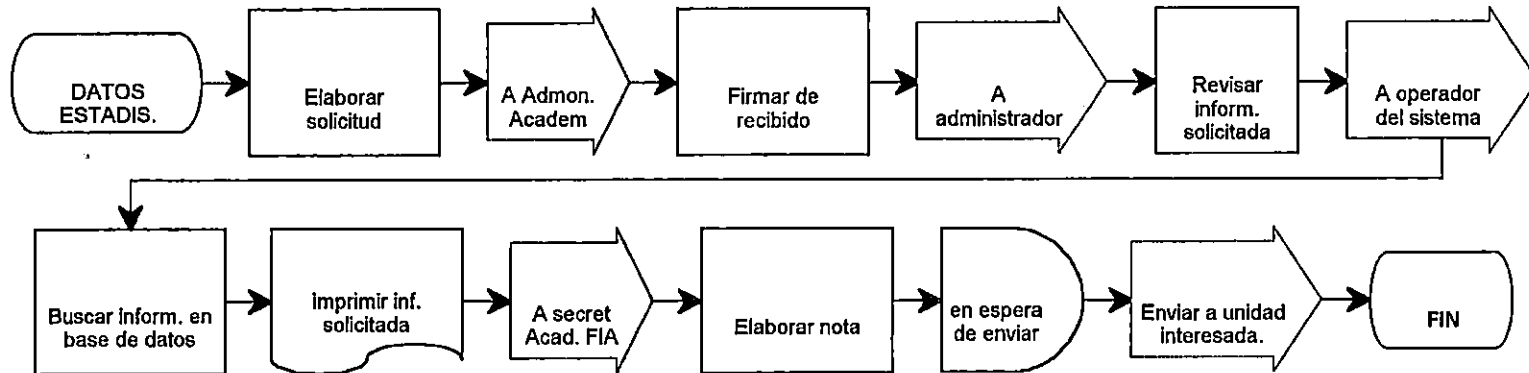 DATOS
ESTADIS.
Elaborar
solicitud
A Admon.
Academ
Firmar de
recibido
A
administrador
Revisar
inform.
solicitada
A operador
del sistema
Buscar inform. en
base de datos
imprimir inf.
solicitada
A secret
Acad. FIA
Elaborar nota
en espera
de enviar
Enviar a unidad
interesada.
FIN